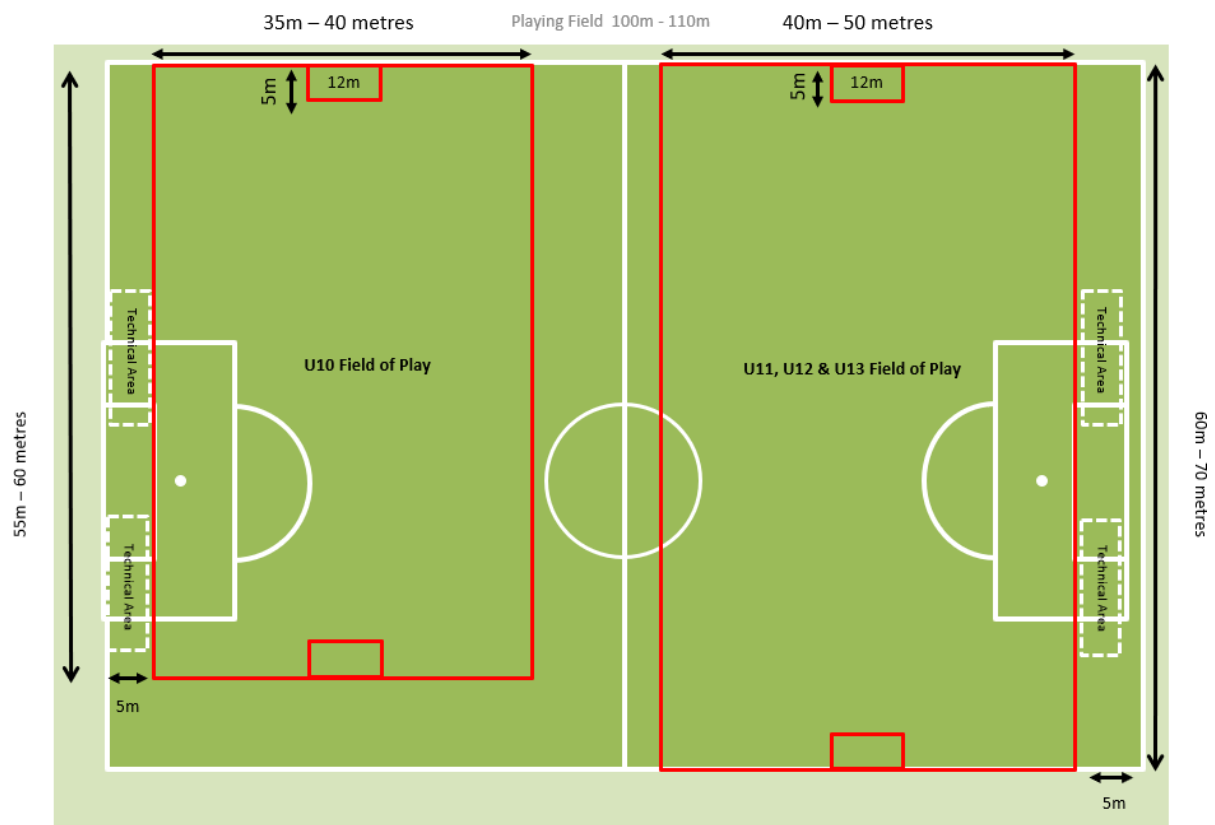 35m – 40 metres
Playing Field 100m - 110m
40m – 50 metres
5m
12m
5m
12m
Technical Area
Technical Area
U10 Field of Play
U11, U12 & U13 Field of Play
55m – 60 metres
60m – 70 metres
Technical Area
Technical Area
5m
5m